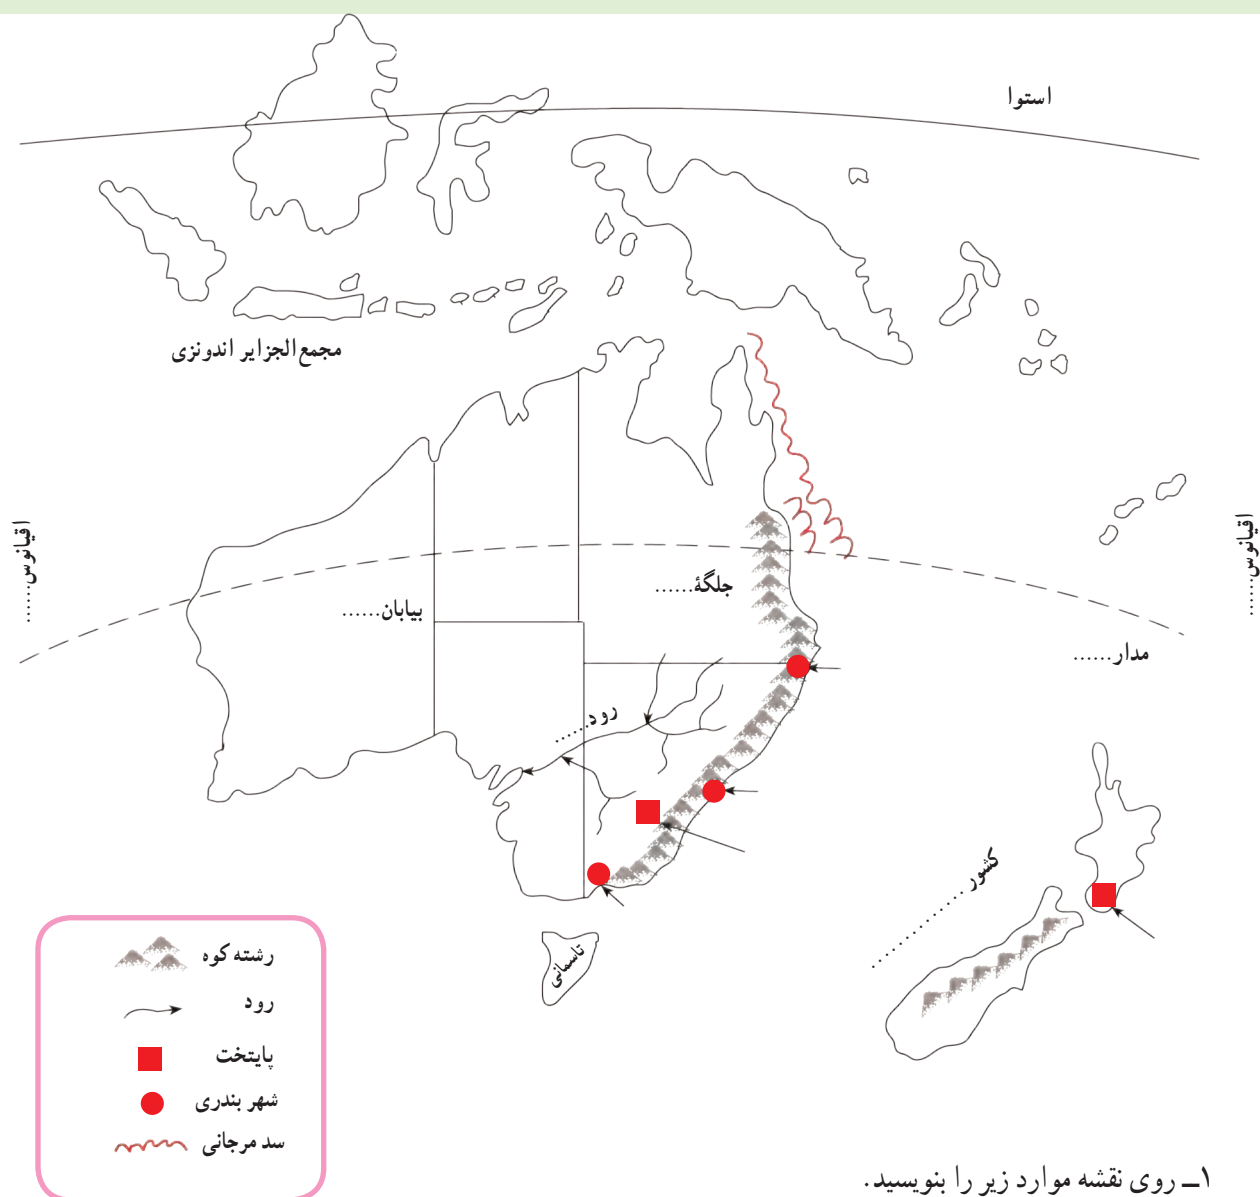 استوا
مجمع‌الجزایر اندونزی
اقیانوس......
اقیانوس......
جلگهٔ......
بیابان......
مدار......
رود......
کشور............
تاسمانی
رشته کوه
رود
پایتخت
شهر بندری
سد مرجانی
۱ــ روی نقشه موارد زیر را بنویسید.